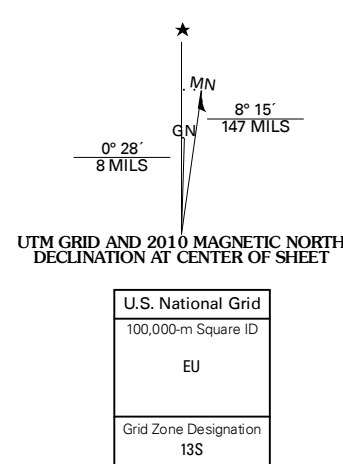 MN
8° 15´
147 MILS
GN
0° 28´
8 MILS
UTM GRID AND 2010 MAGNETIC NORTH
DECLINATION AT CENTER OF SHEET
U.S. National Grid
100,000-m Square ID
EU
Grid Zone Designation
13S